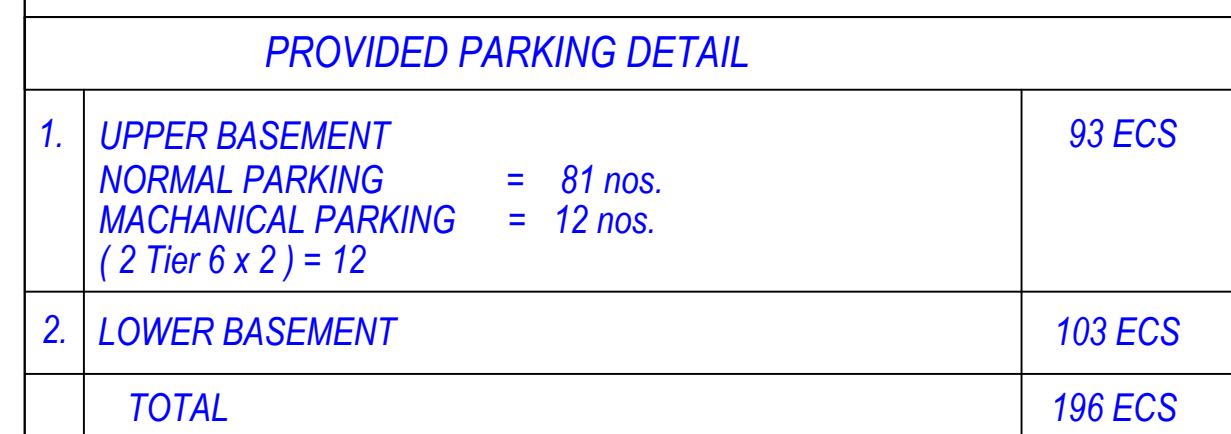 PROVIDED PARKING DETAIL
1. UPPER BASEMENT 93 ECS
NORMAL PARKING = 81 nos.
MACHANICAL PARKING = 12 nos.
( 2 Tier 6 x 2 ) = 12
2. LOWER BASEMENT 103 ECS
TOTAL 196 ECS